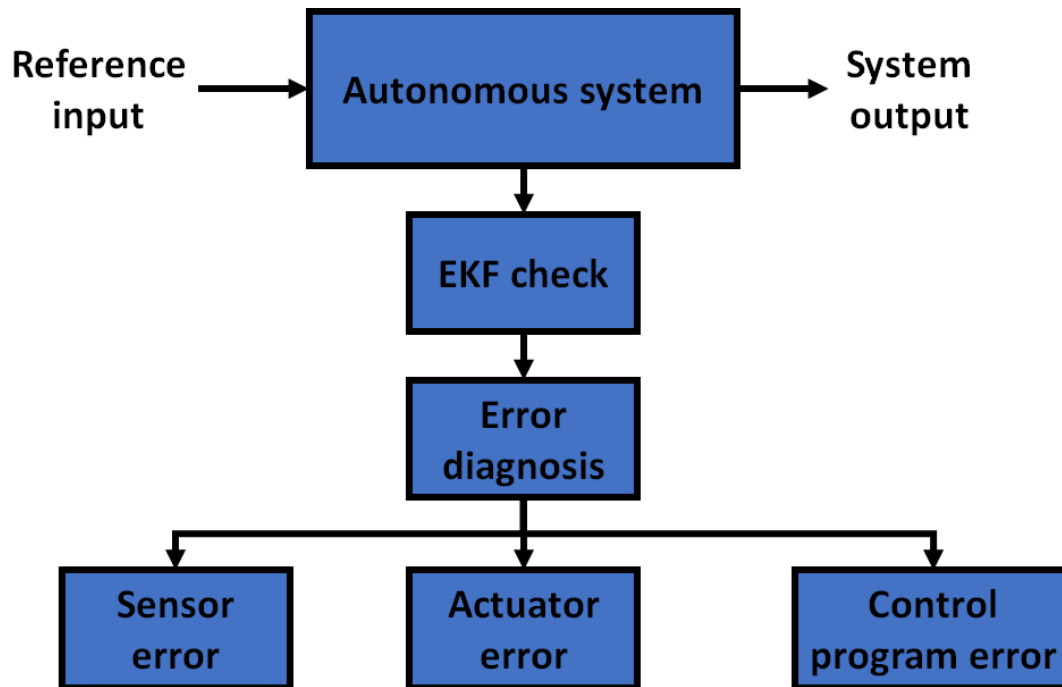 Reference
input
Autonomous system
System
output
EKF check
Error
diagnosis
Sensor
error
Actuator
error
Control
program error